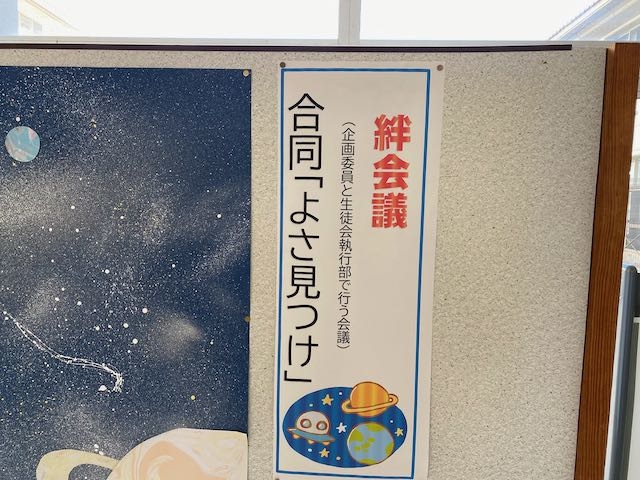 絆会議
(企画委員と生徒会執行部で行う会議)
合同「よさ見つけ」